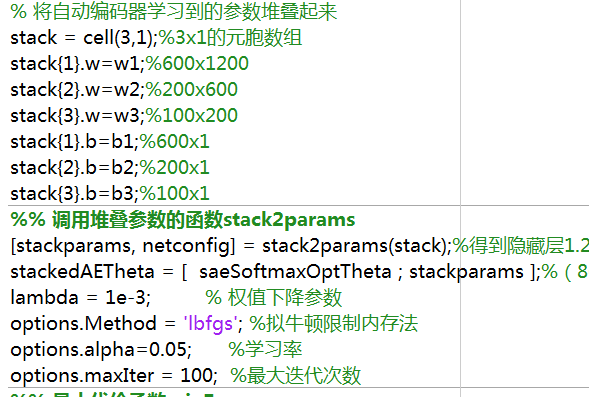 % 将自动编码器学习到的参数堆叠起来
stack = cell(3,1);%3x1的元胞数组
stack{1}.w=w1;%600x1200
stack{2}.w=w2;%200x600
stack{3}.w=w3;%100x200
stack{1}.b=b1;%600x1
stack{2}.b=b2;%200x1
stack{3}.b=b3;%100x1
%% 调用堆叠参数的函数stack2params
[stackparams, netconfig] = stack2params(stack);%得到隐藏层1.2
stackedAETheta = [ saeSoftmaxOptTheta ; stackparams ];%（8
lambda = 1e-3; % 权值下降参数
options.Method = 'lbfgs'; %拟牛顿限制内存法
options.alpha=0.05; %学习率
options.maxIter = 100; %最大迭代次数